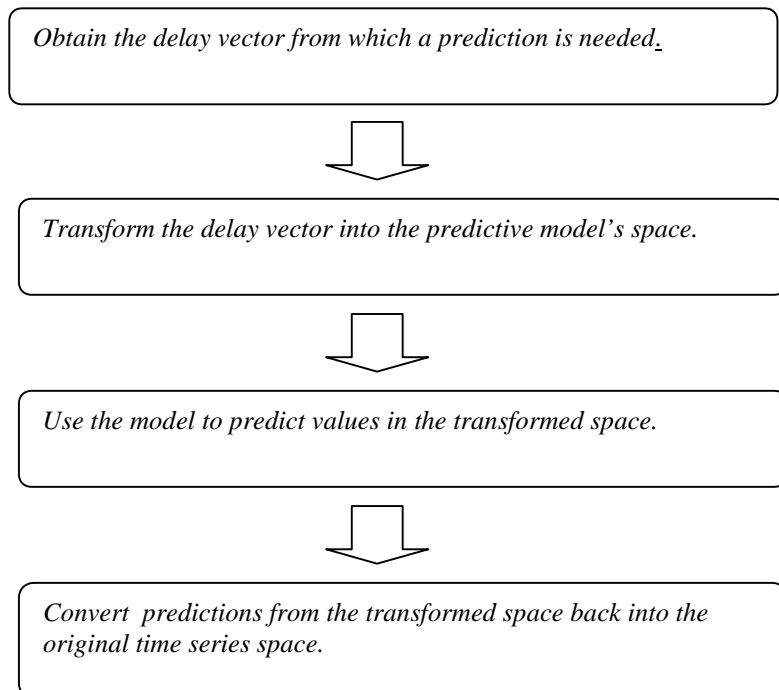 Obtain the delay vector from which a prediction is needed.
Transform the delay vector into the predictive model’s space.
Use the model to predict values in the transformed space.
Convert  predictions from the transformed space back into the
original time series space.